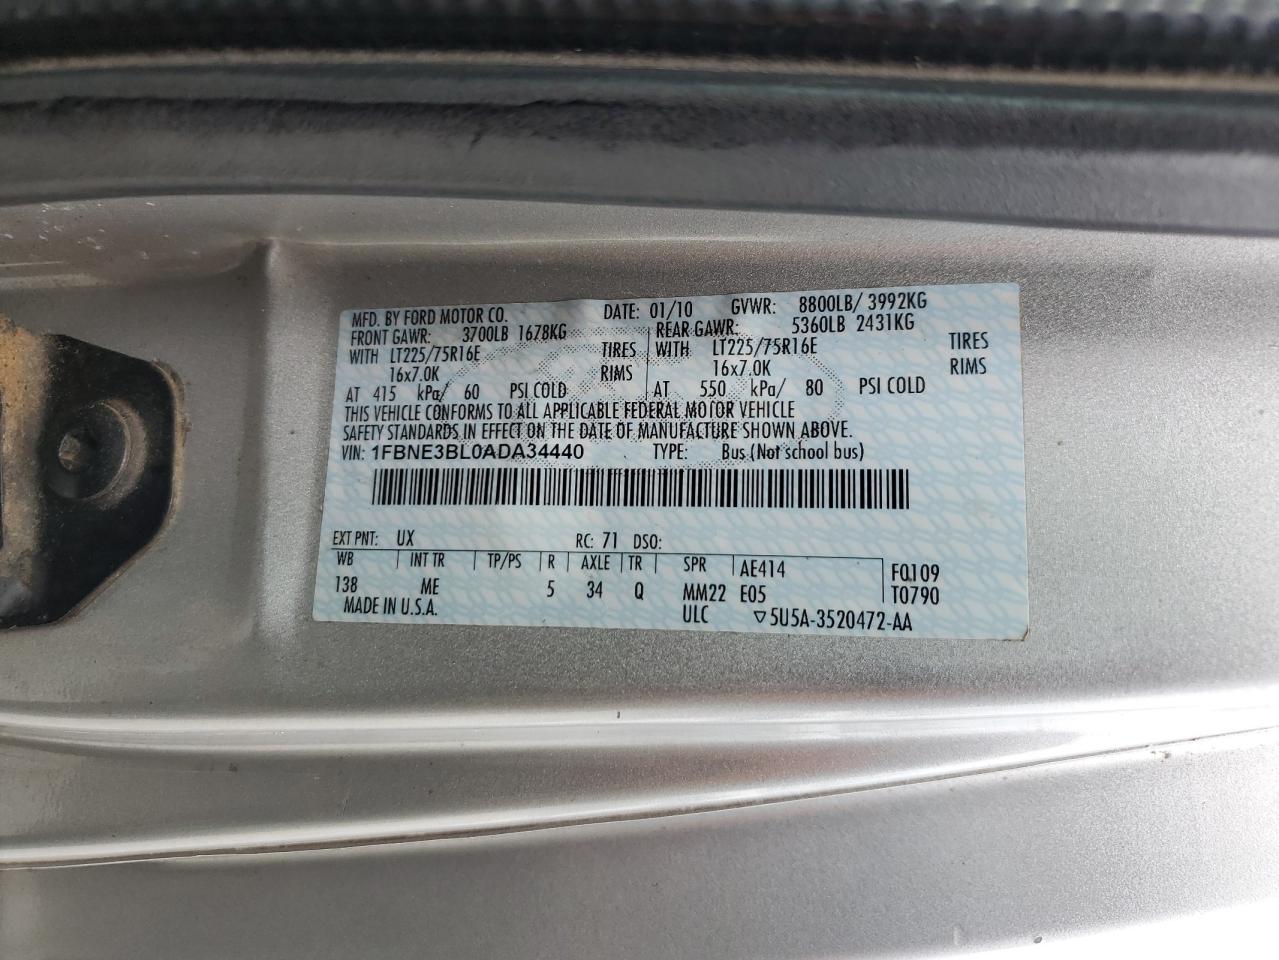 MFD. BY FORD MOTOR CO. DATE: 01/10 GVWR: 8800LB/ 3992KG
FRONT GAWR: 3700LB 1678KG REAR GAWR: 5360LB 2431KG
WITH LT225/75R16E TIRES WITH LT225/75R16E TIRES
16x7.0K RIMS 16x7.0K RIMS
AT 415 kPa/ 60 PSI COLD AT 550 kPa/ 80 PSI COLD
THIS VEHICLE CONFORMS TO ALL APPLICABLE FEDERAL MOTOR VEHICLE
SAFETY STANDARDS IN EFFECT ON THE DATE OF MANUFACTURE SHOWN ABOVE.
VIN: 1FBNE3BL0ADA34440 TYPE: Bus (Not school bus)
EXT PNT: UX RC: 71 DSO:
WB INT TR TP/PS R AXLE TR SPR AE414 FQ109
138 ME 5 34 Q MM22 E05 T0790
MADE IN U.S.A. ULC ▽5U5A-3520472-AA